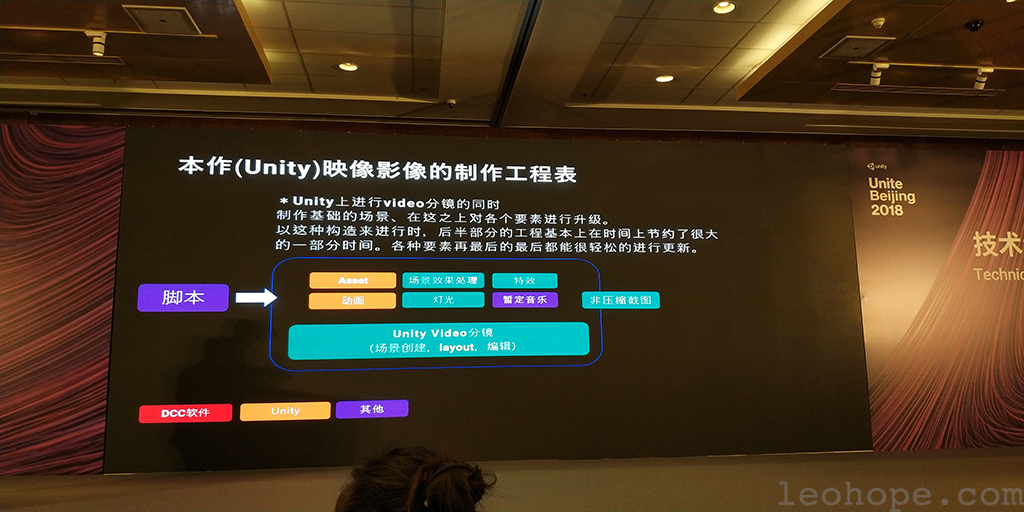 本作(Unity)映像影像的制作工程表
＊Unity上进行video分镜的同时
制作基础的场景、在这之上对各个要素进行升级。
以这种构造来进行时,后半部分的工程基本上在时间上节约了很大
的一部分时间。各种要素再最后的最后都能很轻松的进行更新。
脚本
Asset
场景效果处理
特效
动画
灯光
暂定音乐
非压缩截图
Unity Video分镜
(场景创建, layout, 编辑)
DCC软件
Unity
其他
unity
Unite
Beijing
2018
技术
Technic
leohope.com